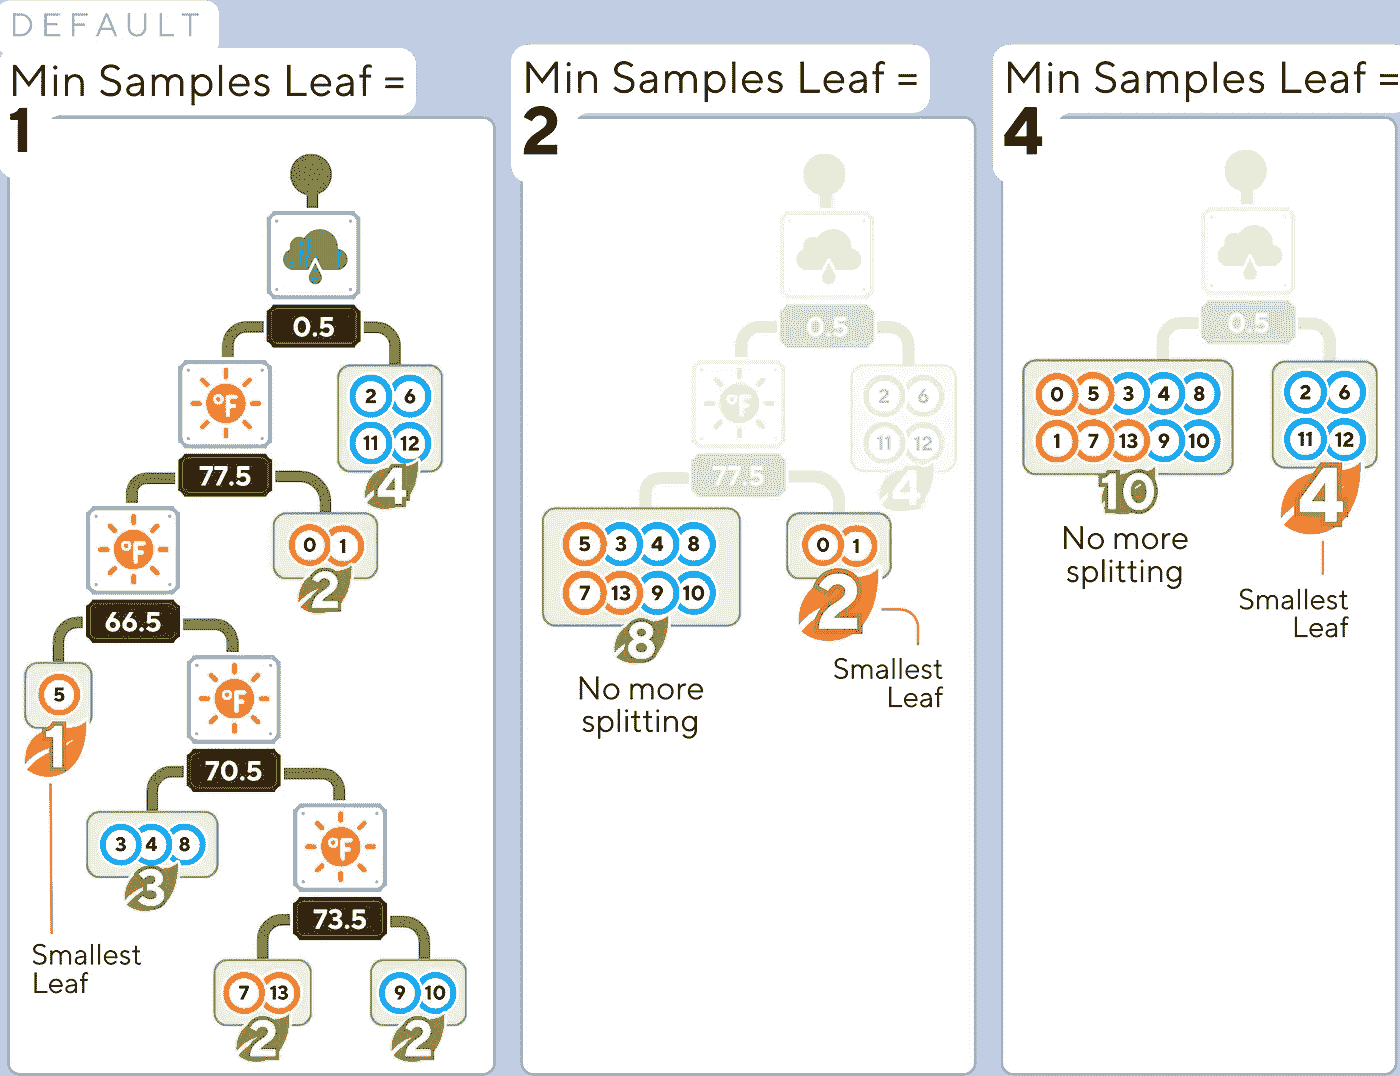 DEFAULT
Min Samples Leaf =
1
0.5
°F
2 6
11 12
4
77.5
°F
0 1
2
66.5
5
1
°F
70.5
3 4 8
3
°F
73.5
Smallest
Leaf
7 13
2
9 10
2
Min Samples Leaf =
2
0.5
°F
2 6
11 12
4
77.5
5 3 4 8
7 13 9 10
8
No more
splitting
0 1
2
Smallest
Leaf
Min Samples Leaf =
4
0.5
0 5 3 4 8
1 7 13 9 10
10
No more
splitting
2 6
11 12
4
Smallest
Leaf